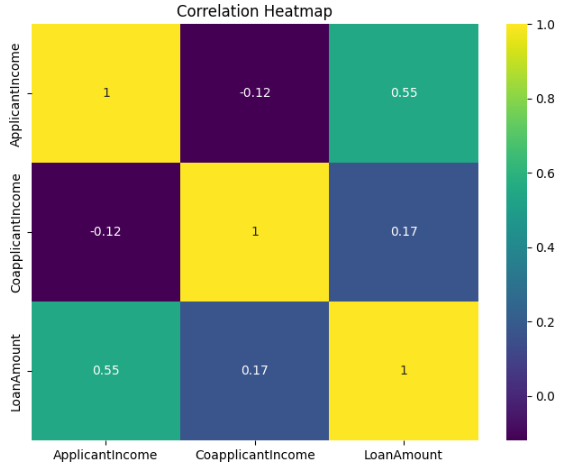 Correlation Heatmap
ApplicantIncome
1
-0.12
0.55
CoapplicantIncome
-0.12
1
0.17
LoanAmount
0.55
0.17
1
ApplicantIncome
CoapplicantIncome
LoanAmount
1.0
0.8
0.6
0.4
0.2
0.0